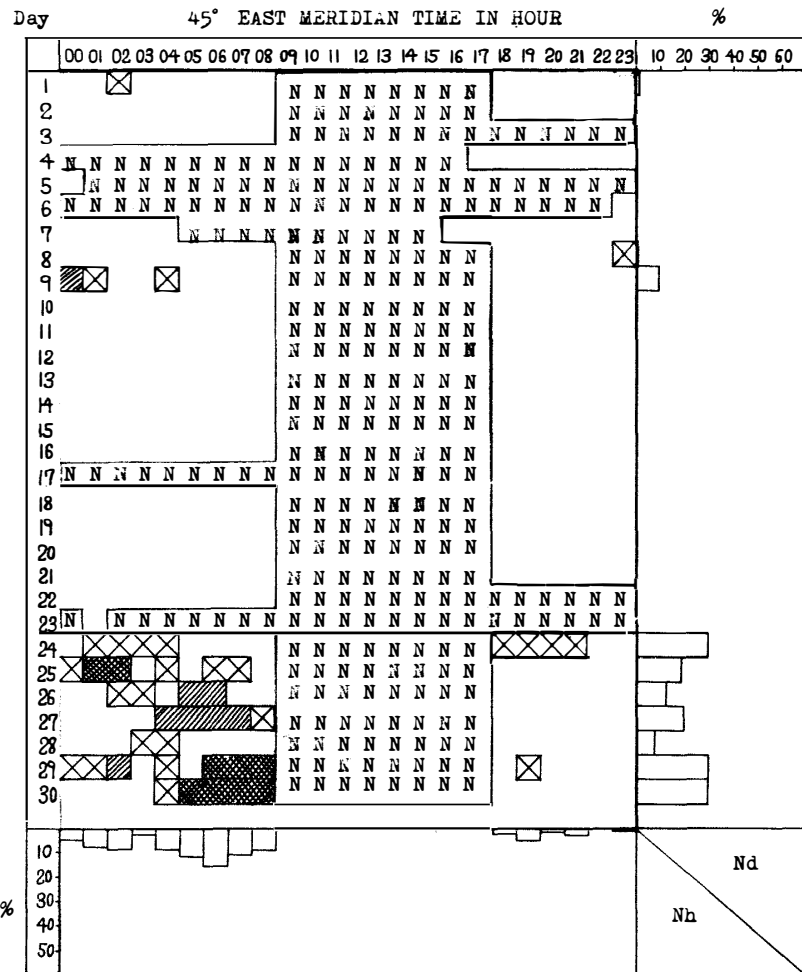 Day 45° EAST MERIDIAN TIME IN HOUR %
00 01 02 03 04 05 06 07 08 09 10 11 12 13 14 15 16 17 18 19 20 21 22 23 10 20 30 40 50 60
1 N N N N N N N N
2 N N N N N N N N
3 N N N N N N N N N N N N N N
4 N N N N N N N N N N N N N N N N
5 N N N N N N N N N N N N N N N N N N N N N N
6 N N N N N N N N N N N N N N N N N N N N N N
7 N N N N N N N N N N
8 N N N N N N N N
9 N N N N N N N N
10 N N N N N N N N
11 N N N N N N N N
12 N N N N N N N N
13 N N N N N N N N
14 N N N N N N N N
15 N N N N N N N N
16 N N N N N N N N
17 N N N N N N N N N N N N N N N N N
18 N N N N N N N N
19 N N N N N N N N
20 N N N N N N N N
21 N N N N N N N N
22 N N N N N N N N N N N N N N
23 N N N N N N N N N N N N N N N N N N N N N N
24 N N N N N N N N
25 N N N N N N N N
26 N N N N N N N N
27 N N N N N N N N
28 N N N N N N N N
29 N N N N N N N N
30 N N N N N N N N
10
20
30
% 40
50
Nd
Nh